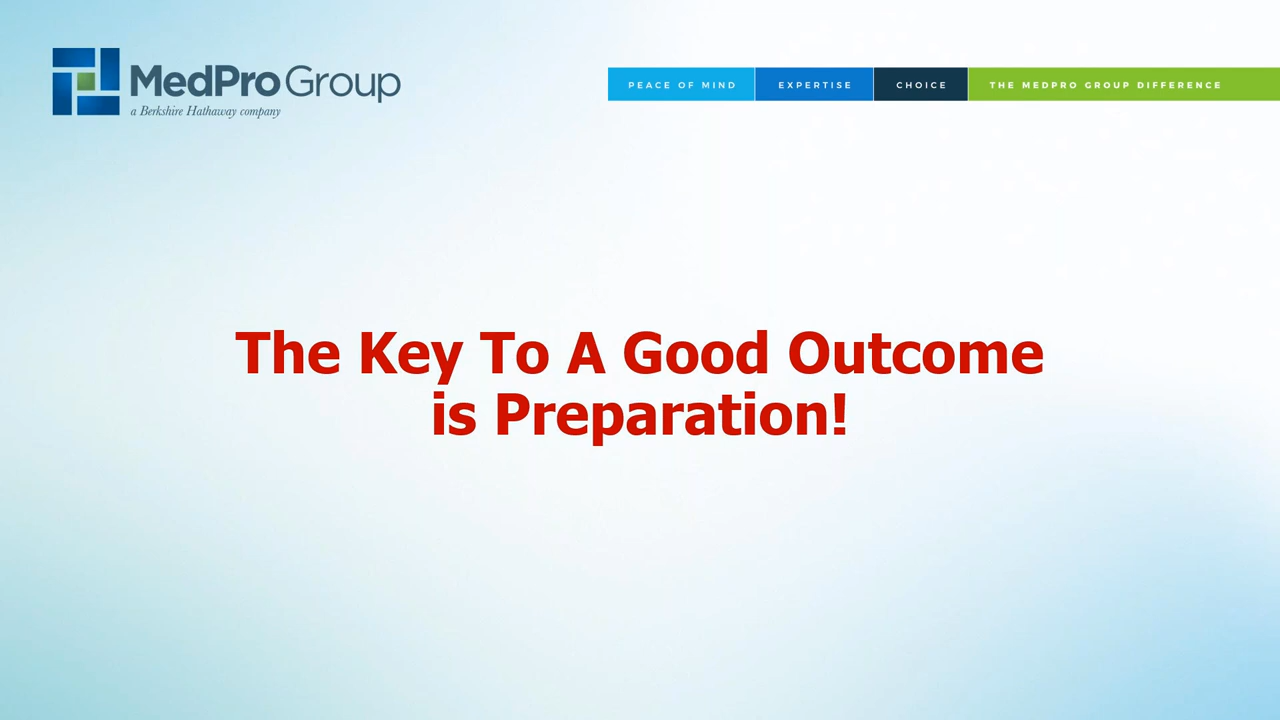 MedPro Group
a Berkshire Hathaway company
PEACE OF MIND
EXPERTISE
CHOICE
THE MEDPRO GROUP DIFFERENCE
The Key To A Good Outcome
is Preparation!